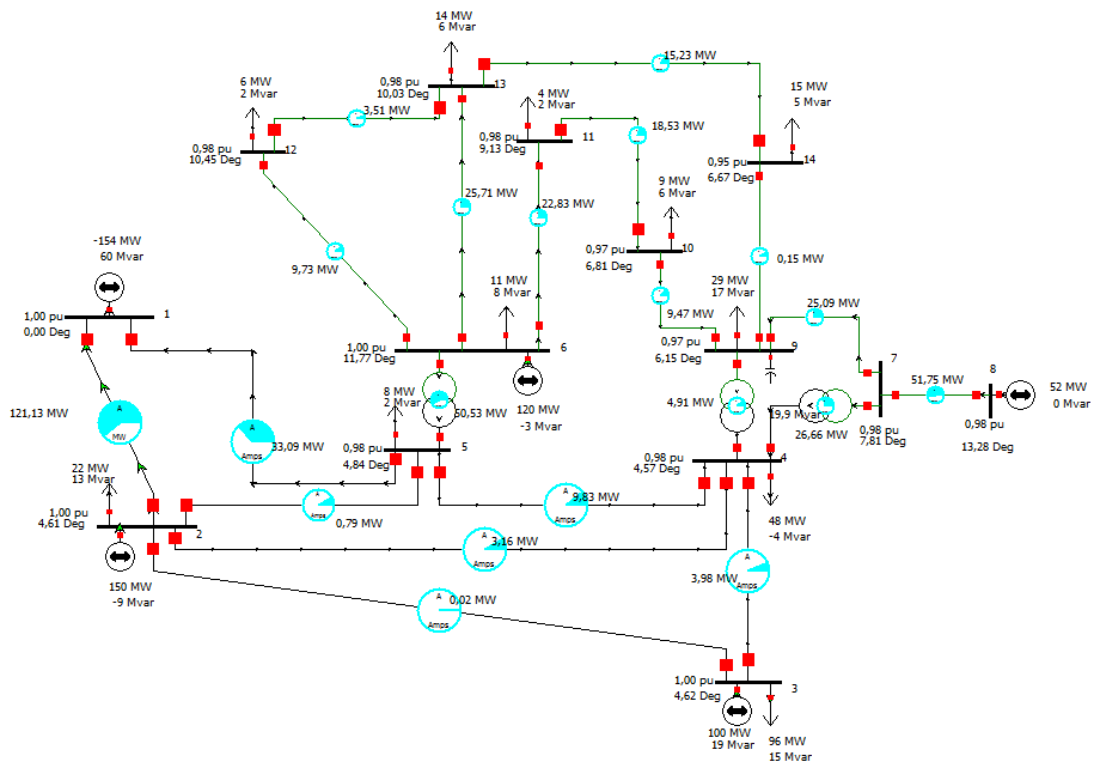 14 MW
6 Mvar
15,23 MW
0,98 pu
10,03 Deg
13
6 MW
2 Mvar
3,51 MW
4 MW
2 Mvar
15 MW
5 Mvar
0,98 pu
10,45 Deg
12
0,98 pu
9,13 Deg
11
18,53 MW
0,95 pu
6,67 Deg
14
25,71 MW
22,83 MW
9 MW
6 Mvar
0,97 pu
6,81 Deg
10
9,73 MW
0,15 MW
-154 MW
60 Mvar
11 MW
8 Mvar
9,47 MW
29 MW
17 Mvar
25,09 MW
1,00 pu
0,00 Deg
1
1,00 pu
11,77 Deg
6
0,97 pu
6,15 Deg
9
7
8
121,13 MW
A
MW
8 MW
2 Mvar
50,53 MW
120 MW
-3 Mvar
4,91 MW
19,9 Mvar
26,66 MW
51,75 MW
52 MW
0 Mvar
0,98 pu
7,81 Deg
0,98 pu
13,28 Deg
A
33,09 MW
Amps
0,98 pu
4,84 Deg
5
0,98 pu
4,57 Deg
4
22 MW
13 Mvar
1,00 pu
4,61 Deg
2
A
Amps
0,79 MW
A
9,83 MW
Amps
48 MW
-4 Mvar
A
3,16 MW
Amps
150 MW
-9 Mvar
A
3,98 MW
Amps
A
0,02 MW
Amps
1,00 pu
4,62 Deg
3
100 MW
19 Mvar
96 MW
15 Mvar